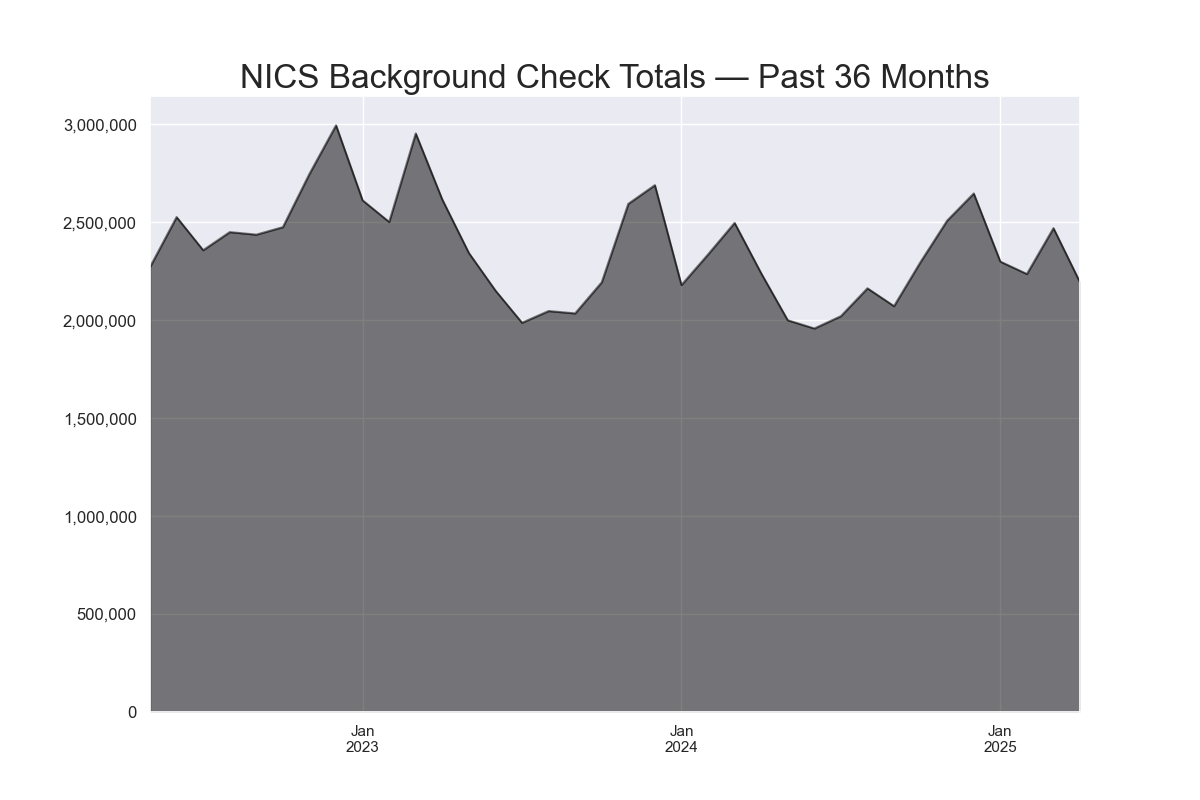 NICS Background Check Totals — Past 36 Months
3,000,000
2,500,000
2,000,000
1,500,000
1,000,000
500,000
0
Jan
2023
Jan
2024
Jan
2025